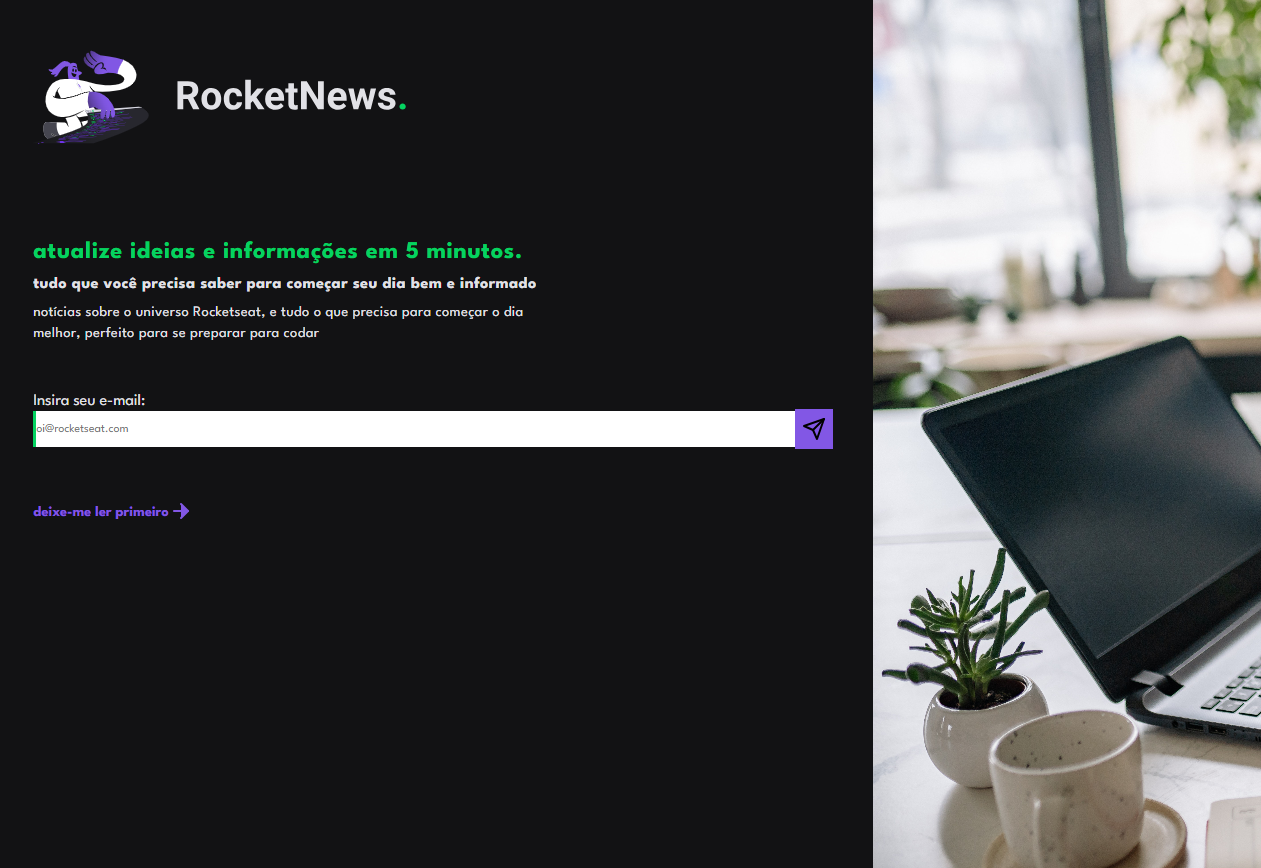 RocketNews.
atualize ideias e informações em 5 minutos.
tudo que você precisa saber para começar seu dia bem e informado
notícias sobre o universo Rocketseat, e tudo o que precisa para começar o dia
melhor, perfeito para se preparar para codar
Insira seu e-mail:
oi@rocketseat.com
deixe-me ler primeiro